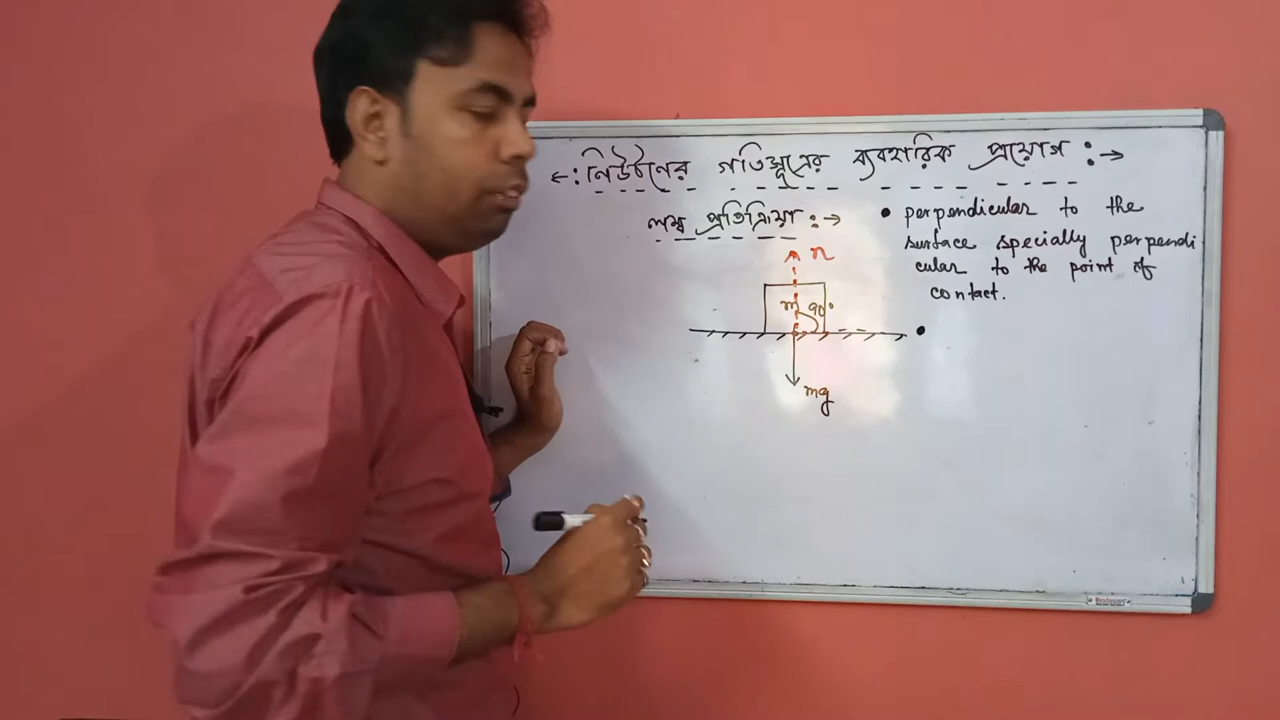 ←: নিউটনের গতিসূত্রের ব্যবহারিক প্রয়োগ :→
লম্ব প্রতিক্রিয়া :→
• perpendicular to the
surface specially perpendi
cular to the point of
contact.
n
m 90°
mg
•